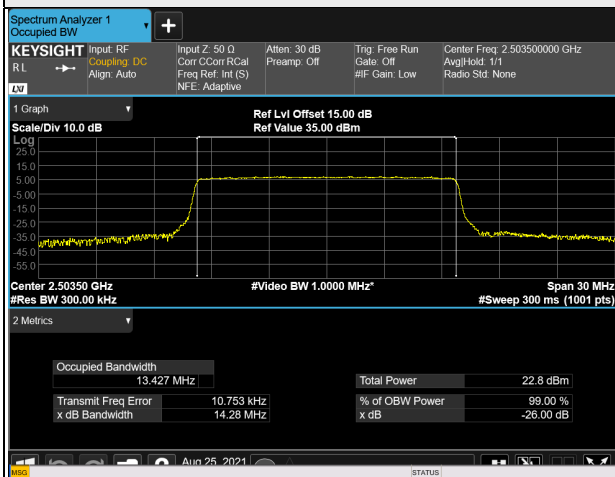 Spectrum Analyzer 1
Occupied BW
KEYSIGHT
R L
LXI
Input: RF
Coupling: DC
Align: Auto
Input Z: 50 Ω
Corr CCorr RCal
Freq Ref: Int (S)
NFE: Adaptive
Atten: 30 dB
Preamp: Off
Trig: Free Run
Gate: Off
#IF Gain: Low
Center Freq: 2.503500000 GHz
Avg|Hold: 1/1
Radio Std: None
1 Graph
Scale/Div 10.0 dB
Ref Lvl Offset 15.00 dB
Ref Value 35.00 dBm
Log
25.0
15.0
5.00
-5.00
-15.0
-25.0
-35.0
-45.0
-55.0
Center 2.50350 GHz
#Res BW 300.00 kHz
#Video BW 1.0000 MHz*
Span 30 MHz
#Sweep 300 ms (1001 pts)
2 Metrics
Occupied Bandwidth
13.427 MHz
Transmit Freq Error 10.753 kHz
x dB Bandwidth 14.28 MHz
Total Power 22.8 dBm
% of OBW Power 99.00 %
x dB -26.00 dB
Aug 25, 2021
MSG
STATUS